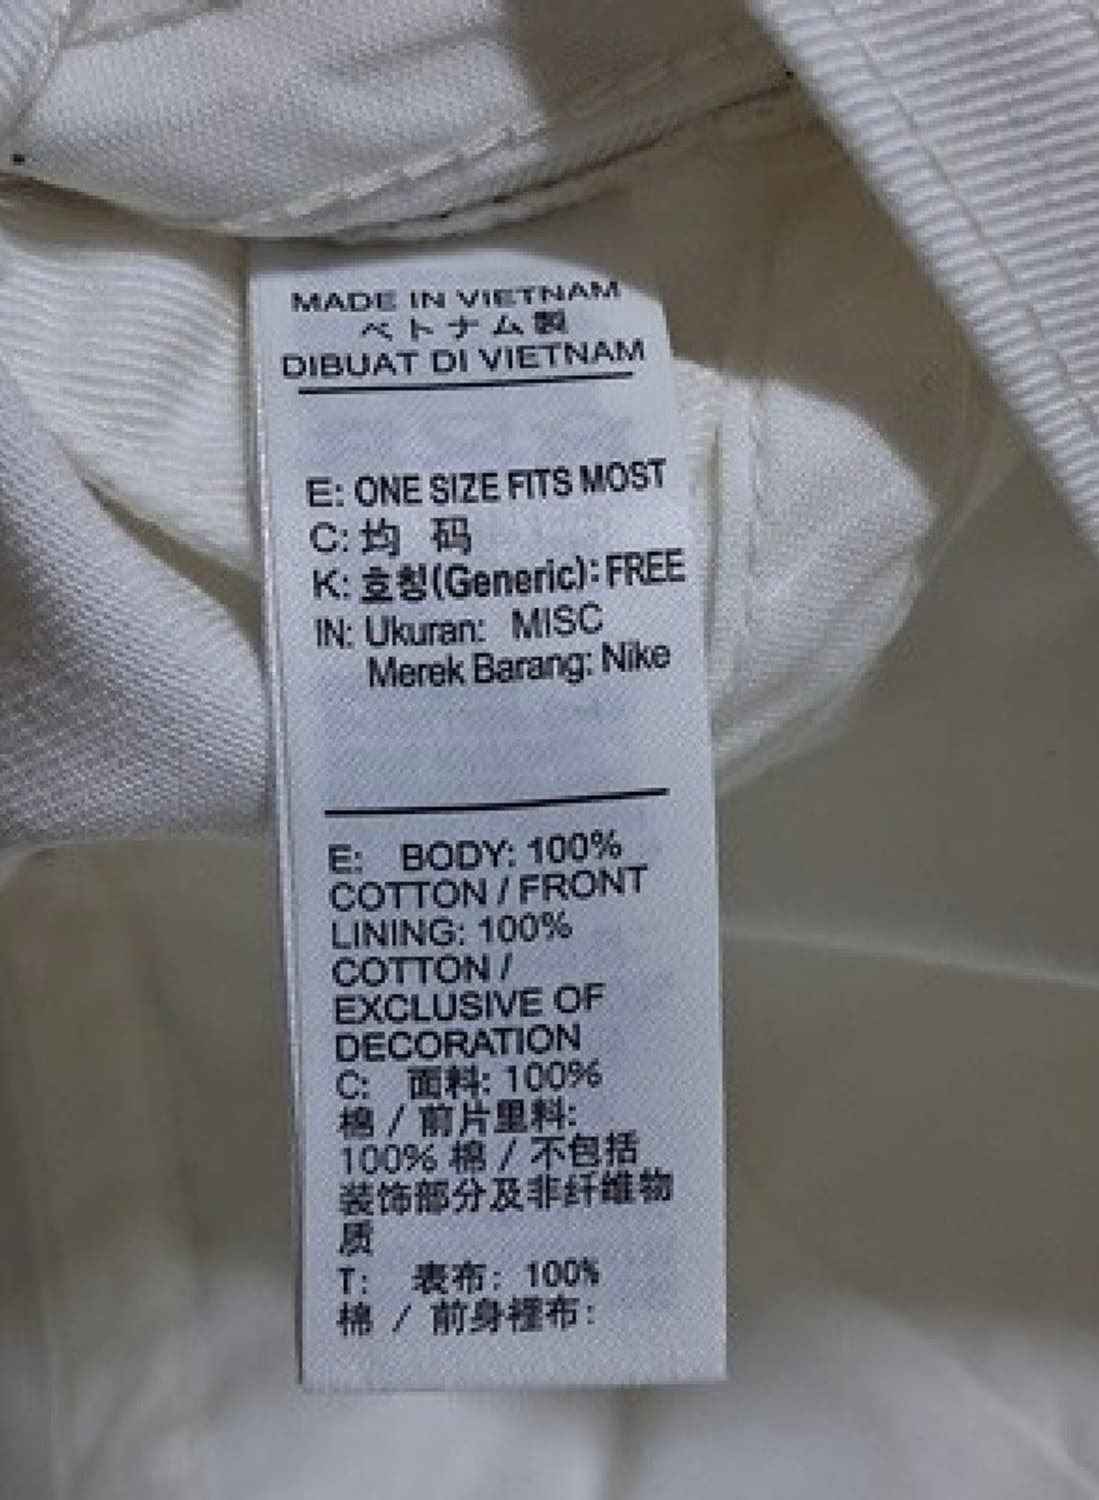 MADE IN VIETNAM
ベトナム製
DIBUAT DI VIETNAM
E: ONE SIZE FITS MOST
C: 均 码
K: 호칭(Generic): FREE
IN: Ukuran: MISC
Merek Barang: Nike
E: BODY: 100%
COTTON / FRONT
LINING: 100%
COTTON /
EXCLUSIVE OF
DECORATION
C: 面料: 100%
棉 / 前片里料:
100% 棉 / 不包括
装饰部分及非纤维物
质
T: 表布: 100%
棉 / 前身裡布: